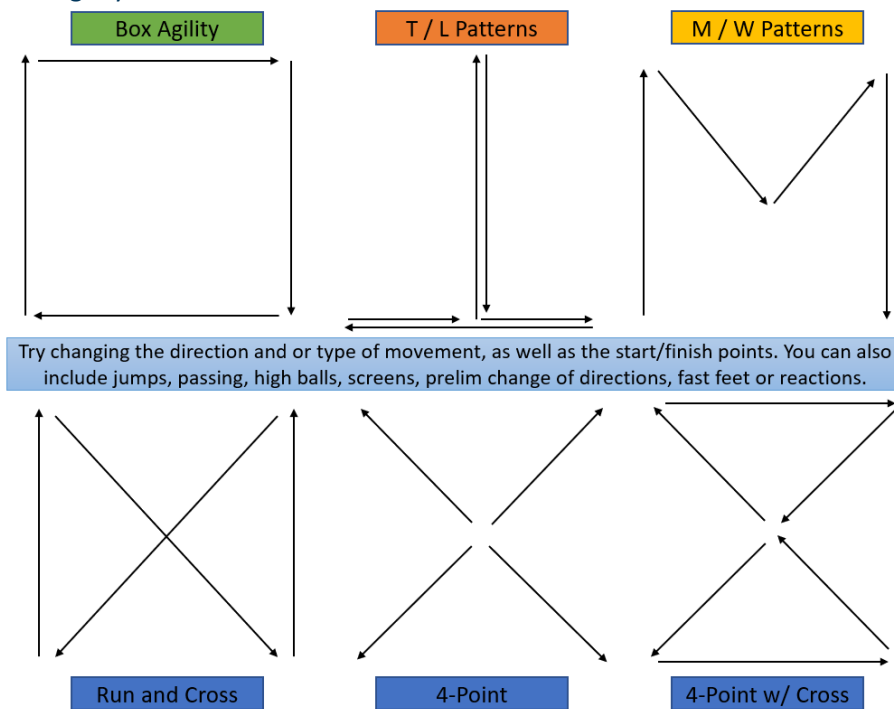 Box Agility
T / L Patterns
M / W Patterns
Try changing the direction and or type of movement, as well as the start/finish points. You can also
include jumps, passing, high balls, screens, prelim change of directions, fast feet or reactions.
Run and Cross
4-Point
4-Point w/ Cross